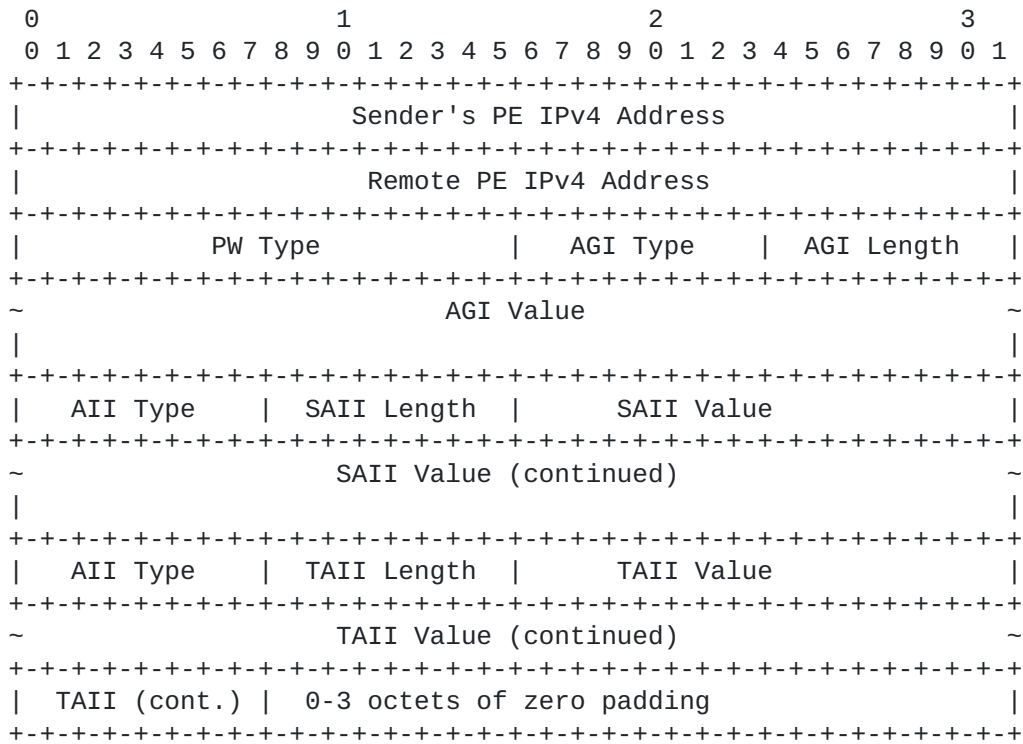 0                   1                   2                   3
 0 1 2 3 4 5 6 7 8 9 0 1 2 3 4 5 6 7 8 9 0 1 2 3 4 5 6 7 8 9 0 1
+-+-+-+-+-+-+-+-+-+-+-+-+-+-+-+-+-+-+-+-+-+-+-+-+-+-+-+-+-+-+-+-+
|                     Sender's PE IPv4 Address                  |
+-+-+-+-+-+-+-+-+-+-+-+-+-+-+-+-+-+-+-+-+-+-+-+-+-+-+-+-+-+-+-+-+
|                      Remote PE IPv4 Address                   |
+-+-+-+-+-+-+-+-+-+-+-+-+-+-+-+-+-+-+-+-+-+-+-+-+-+-+-+-+-+-+-+-+
|            PW Type            |   AGI Type    |  AGI Length   |
+-+-+-+-+-+-+-+-+-+-+-+-+-+-+-+-+-+-+-+-+-+-+-+-+-+-+-+-+-+-+-+-+
~                           AGI Value                           ~
|                                                               |
+-+-+-+-+-+-+-+-+-+-+-+-+-+-+-+-+-+-+-+-+-+-+-+-+-+-+-+-+-+-+-+-+
|   AII Type    |  SAII Length  |      SAII Value               |
+-+-+-+-+-+-+-+-+-+-+-+-+-+-+-+-+-+-+-+-+-+-+-+-+-+-+-+-+-+-+-+-+
~                    SAII Value (continued)                     ~
|                                                               |
+-+-+-+-+-+-+-+-+-+-+-+-+-+-+-+-+-+-+-+-+-+-+-+-+-+-+-+-+-+-+-+-+
|   AII Type    |  TAII Length  |      TAII Value               |
+-+-+-+-+-+-+-+-+-+-+-+-+-+-+-+-+-+-+-+-+-+-+-+-+-+-+-+-+-+-+-+-+
~                    TAII Value (continued)                     ~
+-+-+-+-+-+-+-+-+-+-+-+-+-+-+-+-+-+-+-+-+-+-+-+-+-+-+-+-+-+-+-+-+
|  TAII (cont.) |  0-3 octets of zero padding                   |
+-+-+-+-+-+-+-+-+-+-+-+-+-+-+-+-+-+-+-+-+-+-+-+-+-+-+-+-+-+-+-+-+